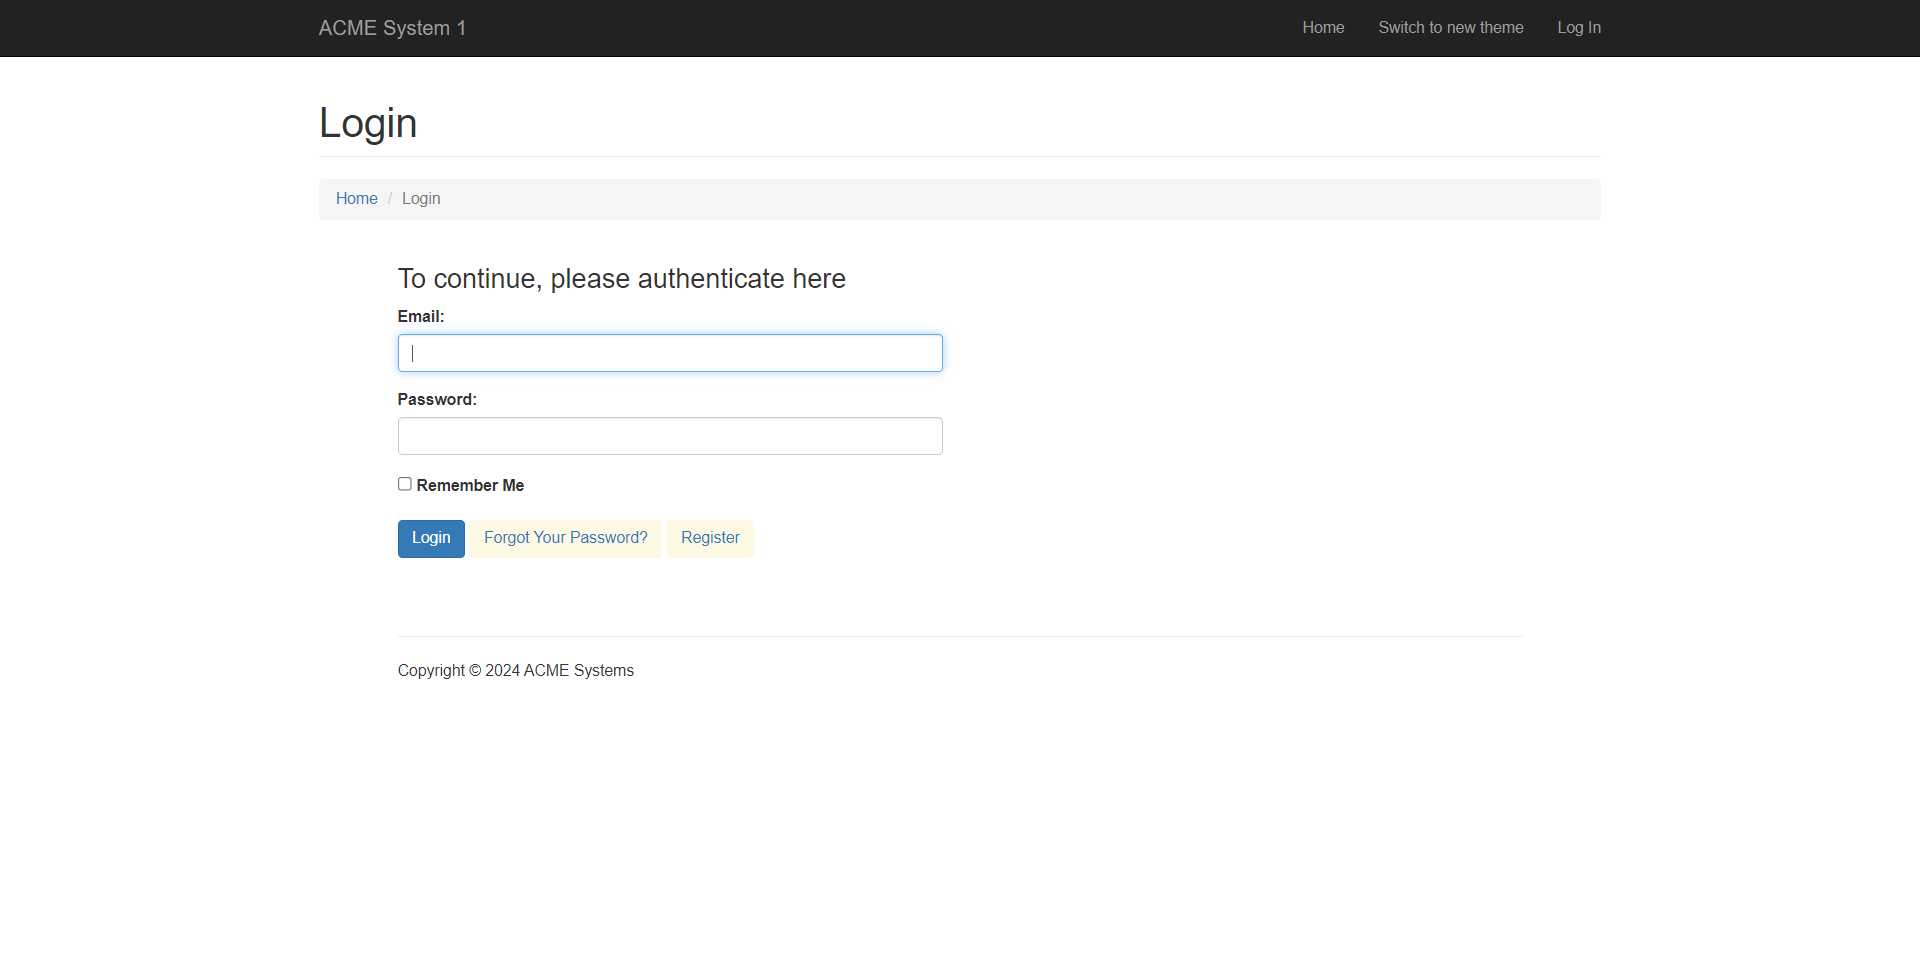 ACME System 1 Home Switch to new theme Log In
Login
Home / Login
To continue, please authenticate here
Email:
Password:
Remember Me
Login Forgot Your Password? Register
Copyright © 2024 ACME Systems